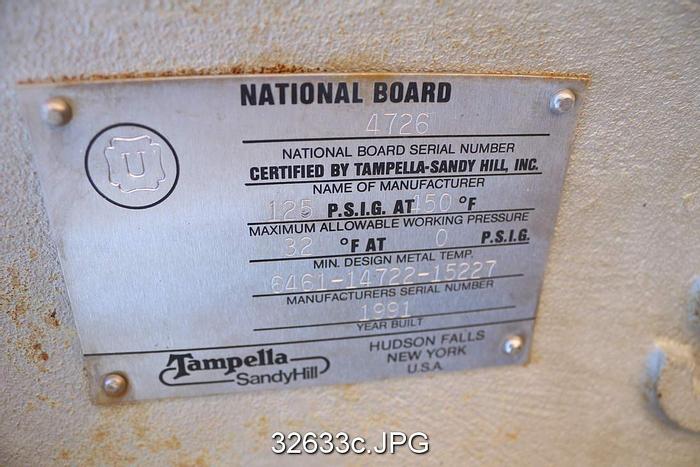 NATIONAL BOARD
4726
NATIONAL BOARD SERIAL NUMBER
U
CERTIFIED BY TAMPELLA-SANDY HILL, INC.
NAME OF MANUFACTURER
125 P.S.I.G. AT 450 °F
MAXIMUM ALLOWABLE WORKING PRESSURE
32 °F AT 0 P.S.I.G.
MIN. DESIGN METAL TEMP.
6461-14722-15227
MANUFACTURERS SERIAL NUMBER
1991
YEAR BUILT
Tampella
SandyHill
HUDSON FALLS
NEW YORK
U.S.A.
32633c.JPG